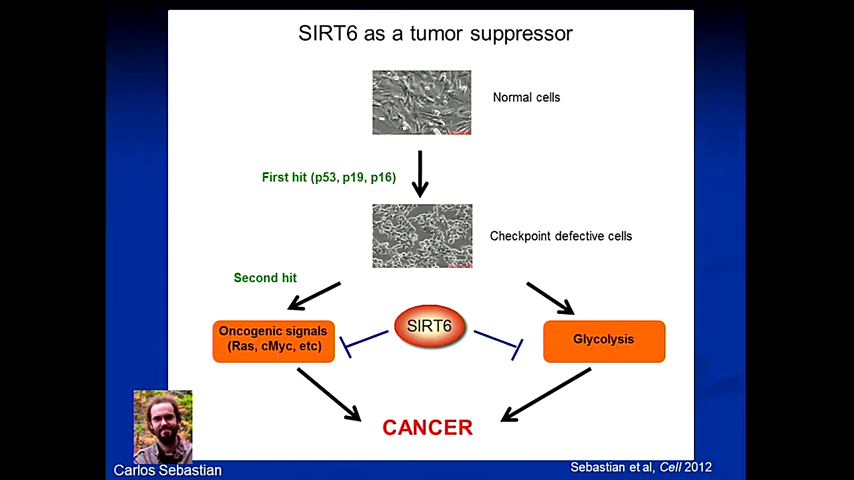 SIRT6 as a tumor suppressor
Normal cells
First hit (p53, p19, p16)
Checkpoint defective cells
Second hit
Oncogenic signals
(Ras, cMyc, etc)
SIRT6
Glycolysis
CANCER
Carlos Sebastian
Sebastian et al, Cell 2012